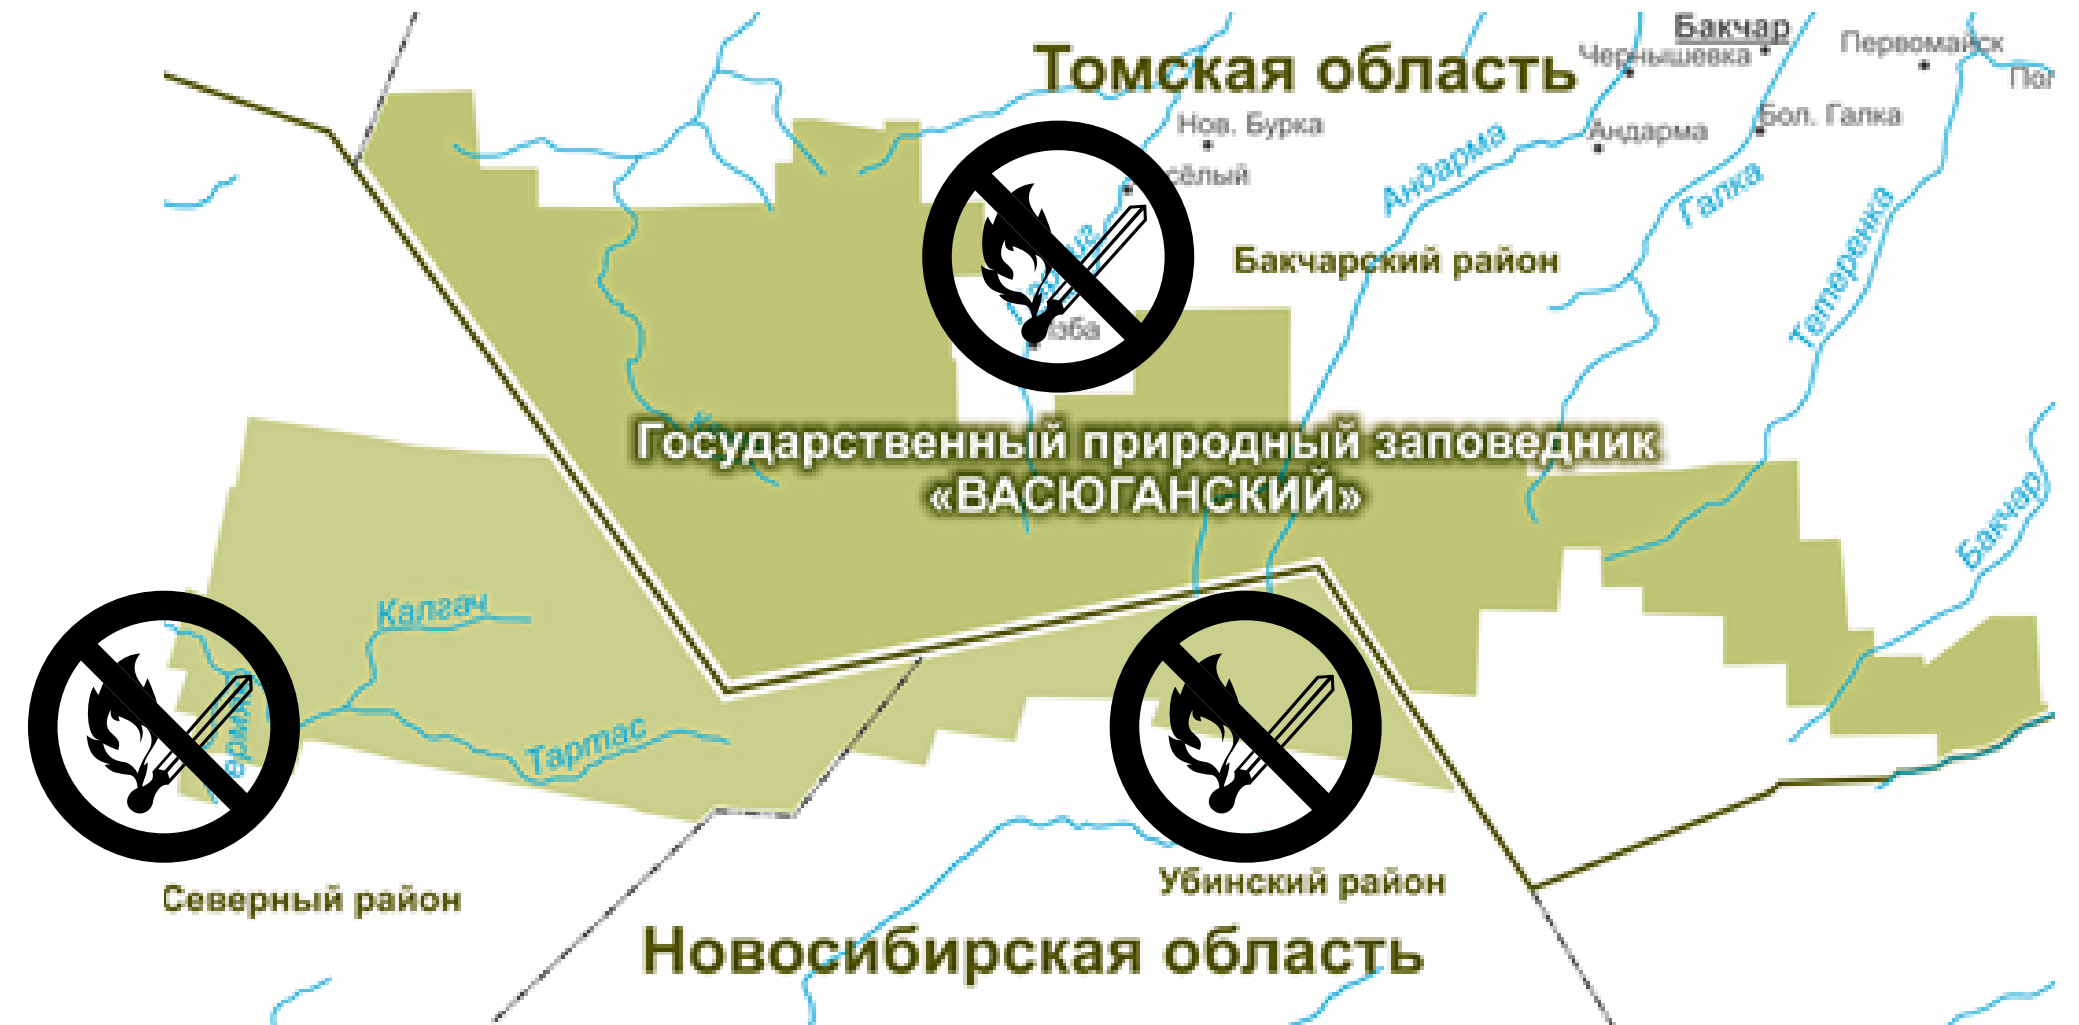 Бакчар
Томская область
Чернышевка
Первомайск
Нов. Бурка
Андарма
Бол. Галка
Андарма
Галка
Тетеренка
Бакчарский район
Государственный природный заповедник
«ВАСЮГАНСКИЙ»
Бакчар
Калгач
Тартас
Северный район
Убинский район
Новосибирская область